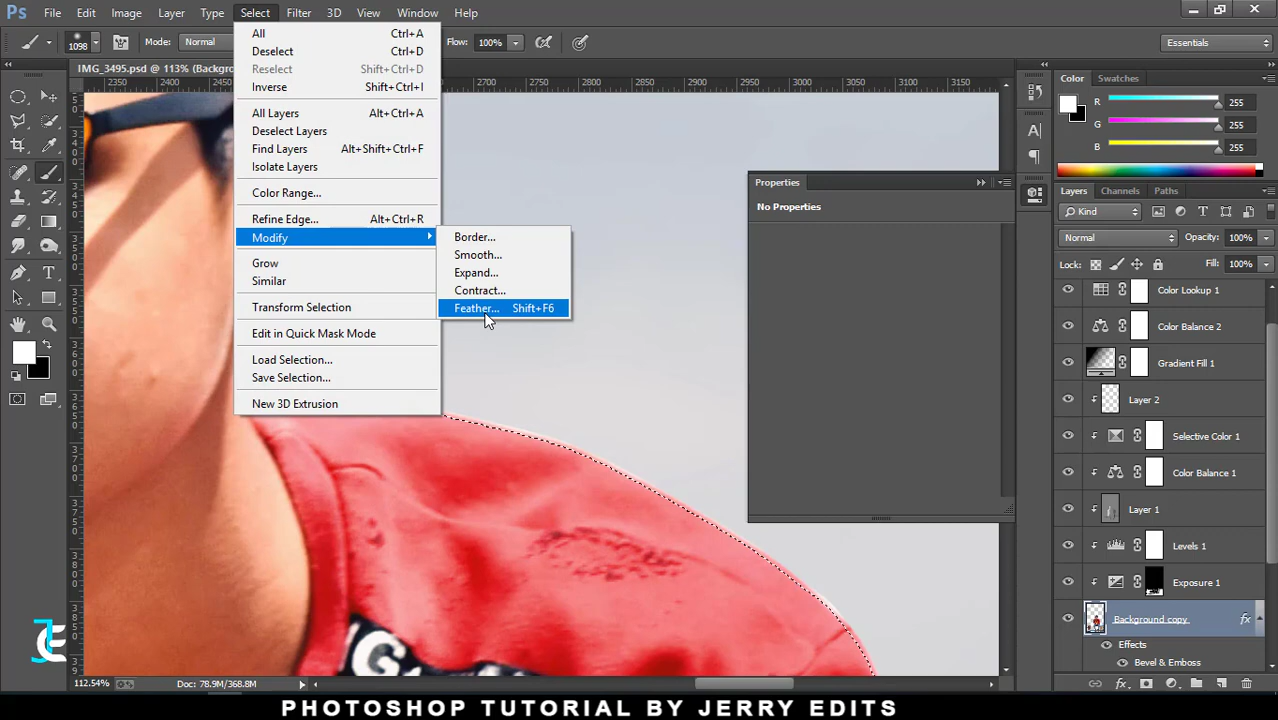 Ps File Edit Image Layer Type Select Filter 3D View Window Help
1098 Mode: Normal Flow: 100% Essentials
IMG_3495.psd @ 113% (Backgro
2350 2700 2750 2800 2850 2900 2950 3000 3050 3100 3150
All Ctrl+A
Deselect Ctrl+D
Reselect Shift+Ctrl+D
Inverse Shift+Ctrl+I
All Layers Alt+Ctrl+A
Deselect Layers
Find Layers Alt+Shift+Ctrl+F
Isolate Layers
Color Range...
Refine Edge... Alt+Ctrl+R
Modify
Grow
Similar
Transform Selection
Edit in Quick Mask Mode
Load Selection...
Save Selection...
New 3D Extrusion
Border...
Smooth...
Expand...
Contract...
Feather... Shift+F6
Properties
No Properties
Color Swatches
R 255
G 255
B 255
Layers Channels Paths
Kind
Normal Opacity: 100%
Lock: Fill: 100%
Color Lookup 1
Color Balance 2
Gradient Fill 1
Layer 2
Selective Color 1
Color Balance 1
Layer 1
Levels 1
Exposure 1
Background copy fx
Effects
Bevel & Emboss
G.
112.54% Doc: 78.9M/368.8M
PHOTOSHOP TUTORIAL BY JERRY EDITS